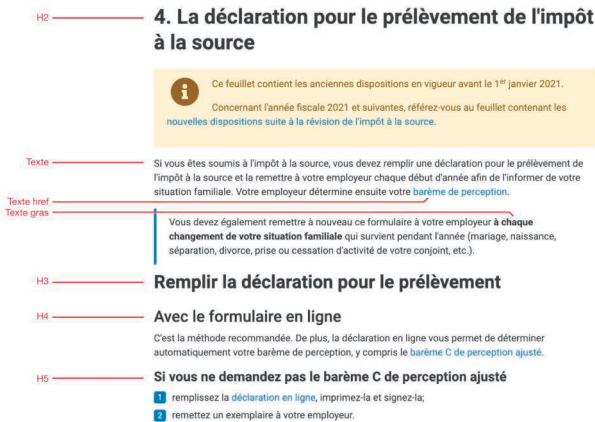 H2
4. La déclaration pour le prélèvement de l'impôt
à la source
Ce feuillet contient les anciennes dispositions en vigueur avant le 1er janvier 2021.
Concernant l'année fiscale 2021 et suivantes, référez-vous au feuillet contenant les
nouvelles dispositions suite à la révision de l'impôt à la source.
Texte
Si vous êtes soumis à l'impôt à la source, vous devez remplir une déclaration pour le prélèvement de
l'impôt à la source et la remettre à votre employeur chaque début d'année afin de l'informer de votre
situation familiale. Votre employeur détermine ensuite votre barème de perception.
Texte href
Texte gras
Vous devez également remettre à nouveau ce formulaire à votre employeur à chaque
changement de votre situation familiale qui survient pendant l'année (mariage, naissance,
séparation, divorce, prise ou cessation d'activité de votre conjoint, etc.).
H3
Remplir la déclaration pour le prélèvement
H4
Avec le formulaire en ligne
C'est la méthode recommandée. De plus, la déclaration en ligne vous permet de déterminer
automatiquement votre barème de perception, y compris le barème C de perception ajusté.
H5
Si vous ne demandez pas le barème C de perception ajusté
1 remplissez la déclaration en ligne, imprimez-la et signez-la;
2 remettez un exemplaire à votre employeur.